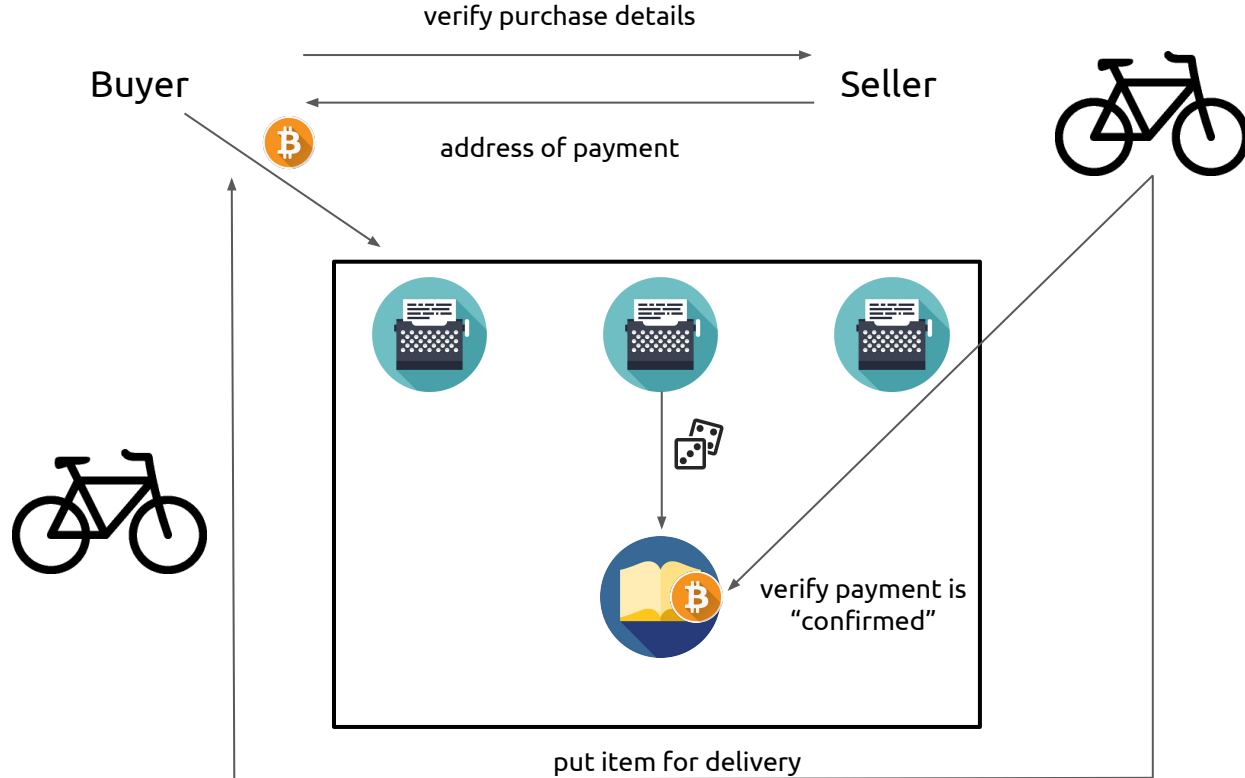 verify purchase details
Buyer
Seller
address of payment
verify payment is
“confirmed”
put item for delivery